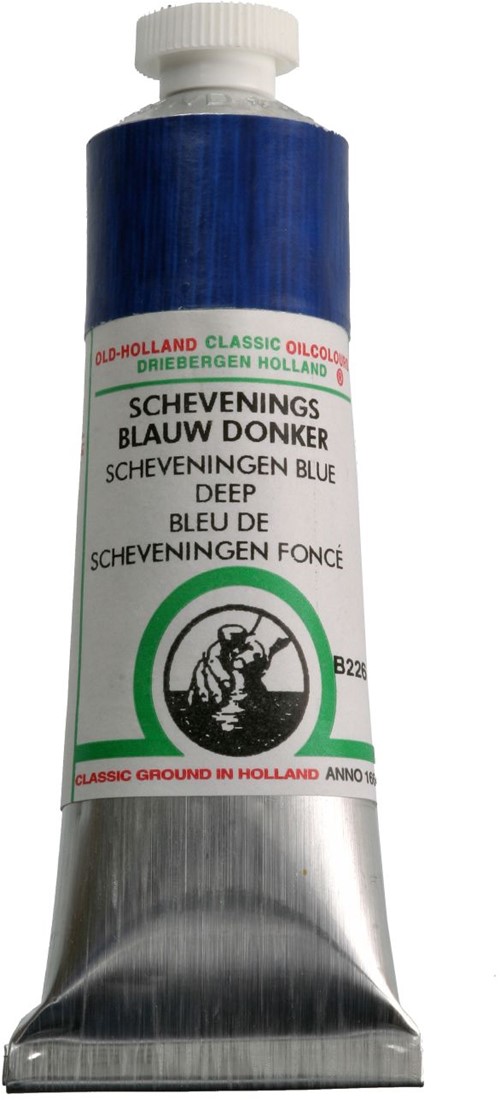 OLD-HOLLAND CLASSIC OILCOLOURS
DRIEBERGEN HOLLAND ®
SCHEVENINGS
BLAUW DONKER
SCHEVENINGEN BLUE
DEEP
BLEU DE
SCHEVENINGEN FONCÉ
B226
CLASSIC GROUND IN HOLLAND ANNO